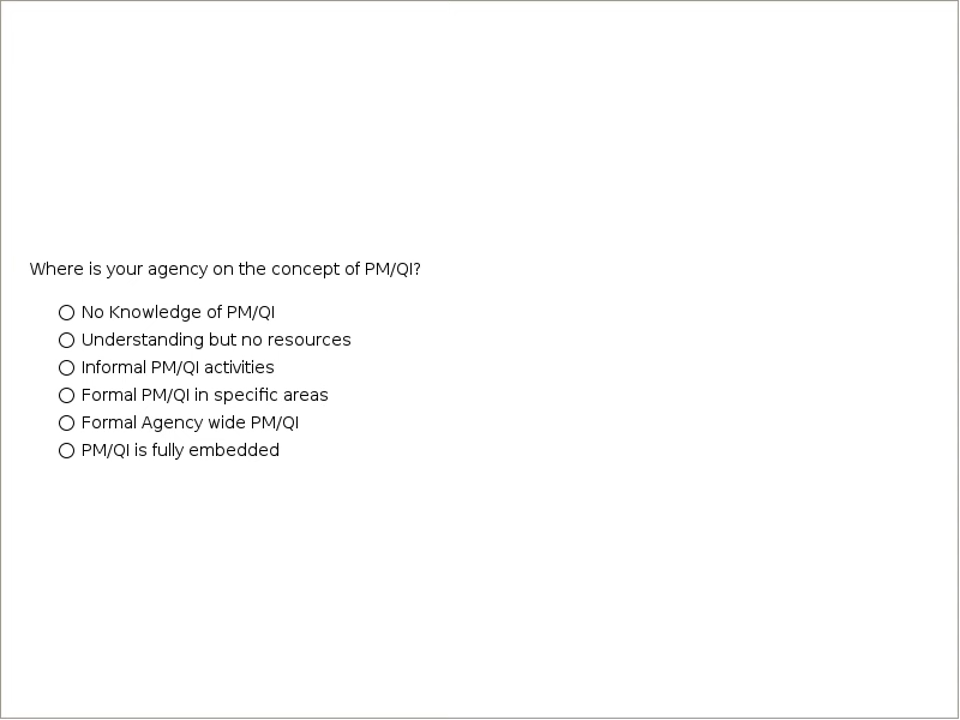 Where is your agency on the concept of PM/QI?
No Knowledge of PM/QI
Understanding but no resources
Informal PM/QI activities
Formal PM/QI in specific areas
Formal Agency wide PM/QI
PM/QI is fully embedded